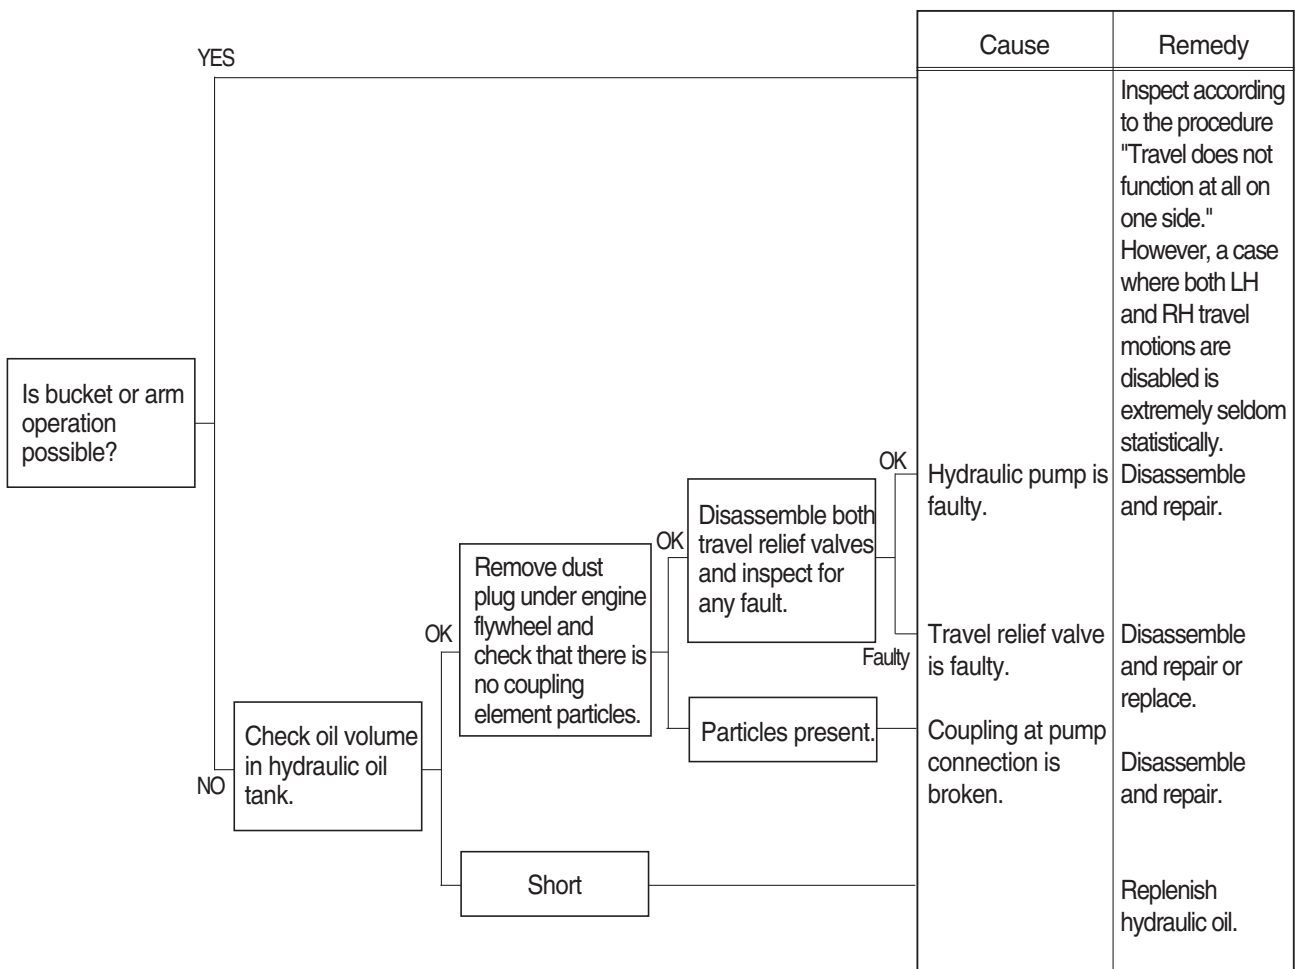 Cause
Remedy
YES
Inspect according
to the procedure
"Travel does not
function at all on
one side."
However, a case
where both LH
and RH travel
motions are
disabled is
extremely seldom
statistically.
Is bucket or arm
operation
possible?
NO
Check oil volume
in hydraulic oil
tank.
OK
Remove dust
plug under engine
flywheel and
check that there is
no coupling
element particles.
OK
Disassemble both
travel relief valves
and inspect for
any fault.
OK
Hydraulic pump is
faulty.
Disassemble
and repair.
Faulty
Travel relief valve
is faulty.
Disassemble
and repair or
replace.
Particles present.
Coupling at pump
connection is
broken.
Disassemble
and repair.
Short
Replenish
hydraulic oil.